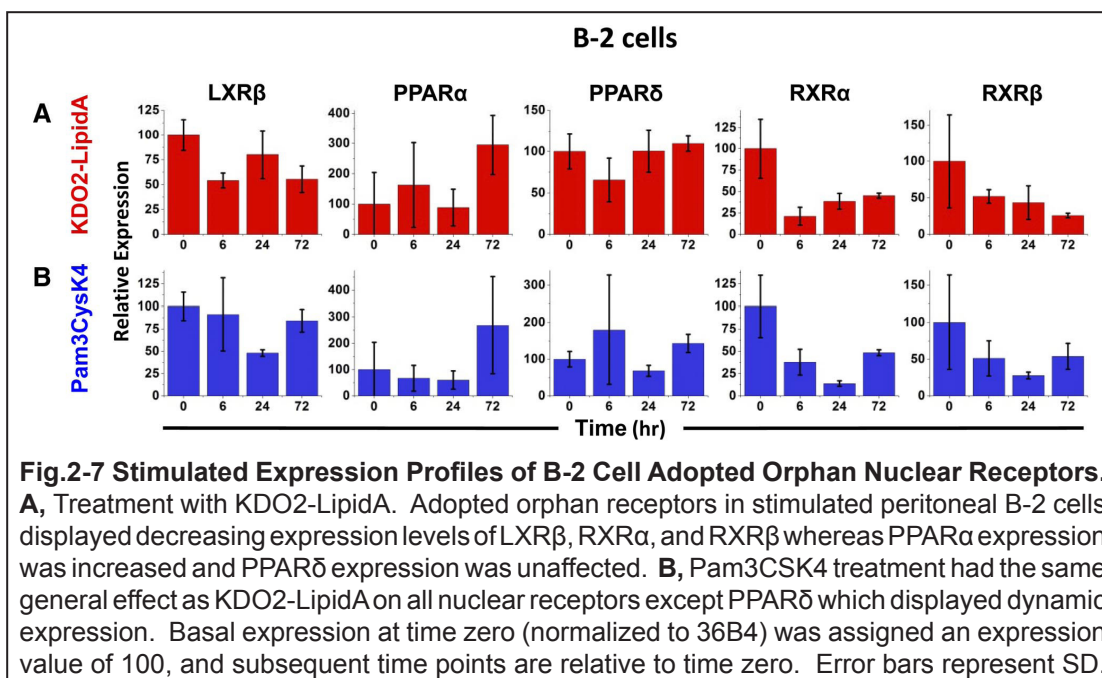 B-2 cells
LXRβ PPARα PPARδ RXRα RXRβ
A
KDO2-LipidA
125 100 75 50 25 0
400 300 200 100 0
150 100 50 0
125 100 75 50 25 0
150 100 50 0
0 6 24 72
0 6 24 72
0 6 24 72
0 6 24 72
0 6 24 72
Relative Expression
B
Pam3CysK4
125 100 75 50 25 0
400 300 200 100 0
300 200 100 0
125 100 75 50 25 0
150 100 50 0
0 6 24 72
0 6 24 72
0 6 24 72
0 6 24 72
0 6 24 72
Time (hr)
Fig.2-7 Stimulated Expression Profiles of B-2 Cell Adopted Orphan Nuclear Receptors.
A, Treatment with KDO2-LipidA. Adopted orphan receptors in stimulated peritoneal B-2 cells
displayed decreasing expression levels of LXRβ, RXRα, and RXRβ whereas PPARα expression
was increased and PPARδ expression was unaffected. B, Pam3CSK4 treatment had the same
general effect as KDO2-LipidA on all nuclear receptors except PPARδ which displayed dynamic
expression. Basal expression at time zero (normalized to 36B4) was assigned an expression
value of 100, and subsequent time points are relative to time zero. Error bars represent SD.